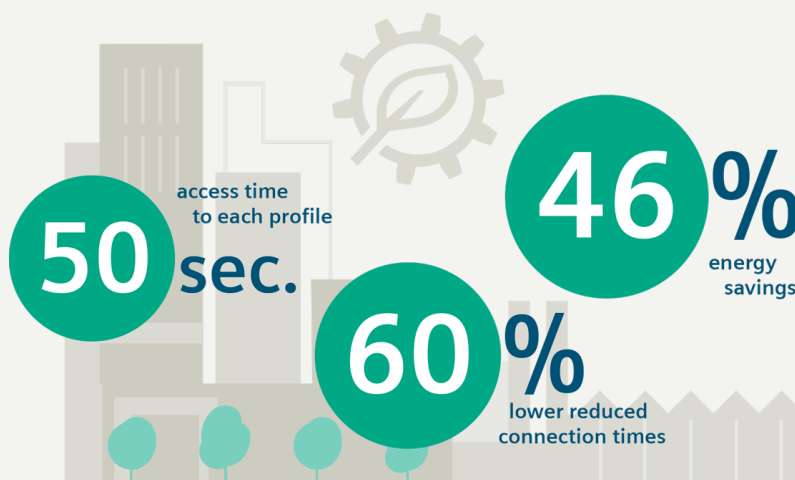 50
access time
to each profile
sec.
60%
lower reduced
connection times
46%
energy
savings